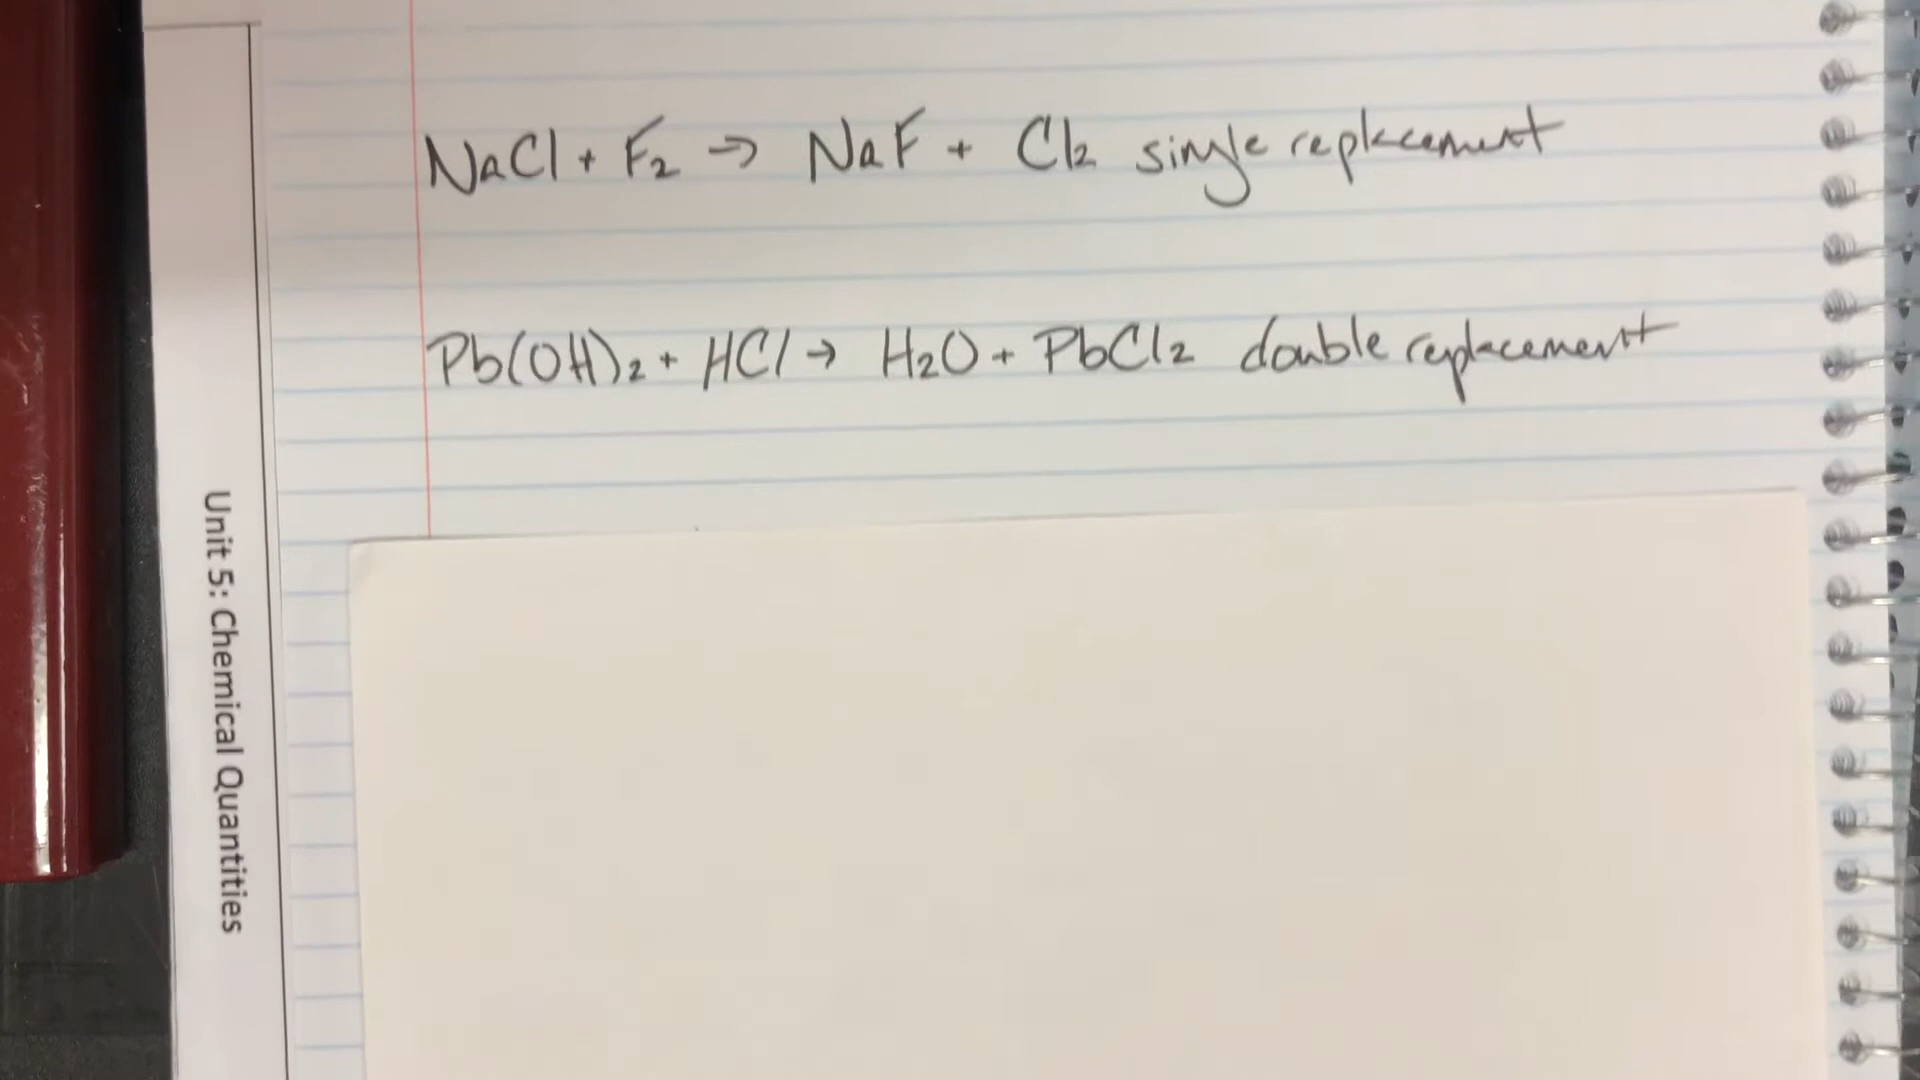 NaCl + F2 → NaF + Cl2 single replacement
Pb(OH)2 + HCl → H2O + PbCl2 double replacement
Unit 5: Chemical Quantities